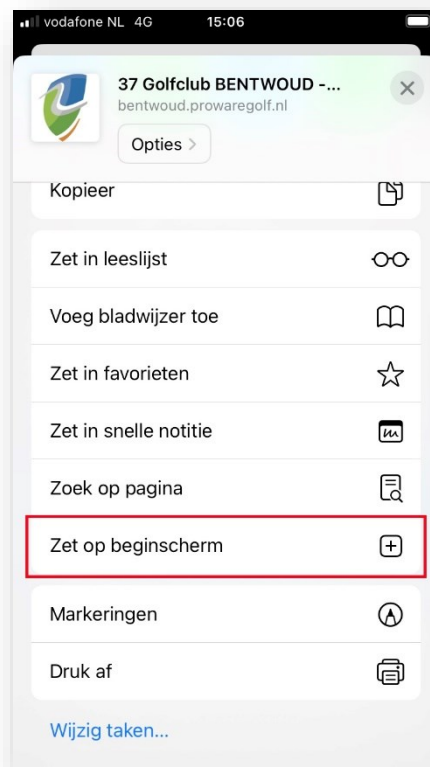 vodafone NL 4G 15:06
37 Golfclub BENTWOUD -...
bentwoud.prowaregolf.nl
Opties >
Kopieer
Zet in leeslijst
Voeg bladwijzer toe
Zet in favorieten
Zet in snelle notitie
Zoek op pagina
Zet op beginscherm
Markeringen
Druk af
Wijzig taken...